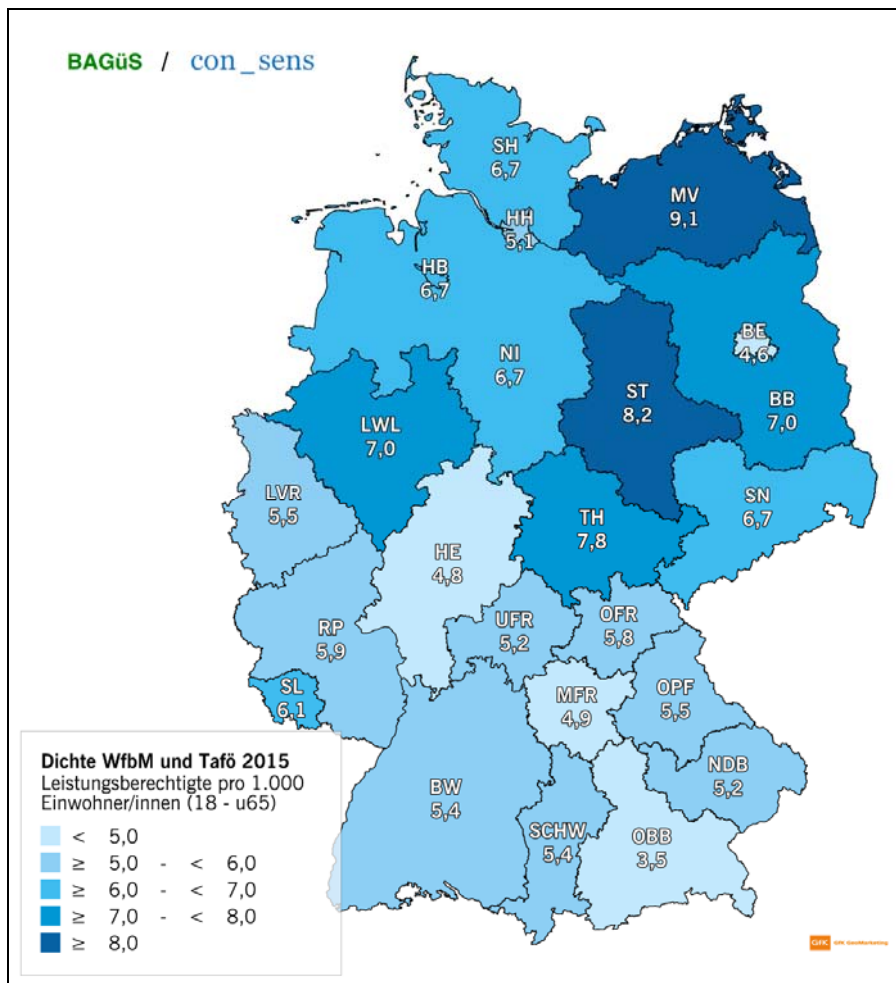 BAGüS / con_sens
SH
6,7
MV
9,1
HH
5,1
HB
6,7
BE
4,6
NI
6,7
ST
8,2
BB
7,0
LWL
7,0
LVR
5,5
SN
6,7
TH
7,8
HE
4,8
UFR
5,2
OFR
5,8
RP
5,9
SL
6,1
MFR
4,9
OPF
5,5
NDB
5,2
BW
5,4
SCHW
5,4
OBB
3,5
Dichte WfbM und Tafö 2015
Leistungsberechtigte pro 1.000
Einwohner/innen (18 - u65)
< 5,0
≥ 5,0 - < 6,0
≥ 6,0 - < 7,0
≥ 7,0 - < 8,0
≥ 8,0
GfK GfK GeoMarketing